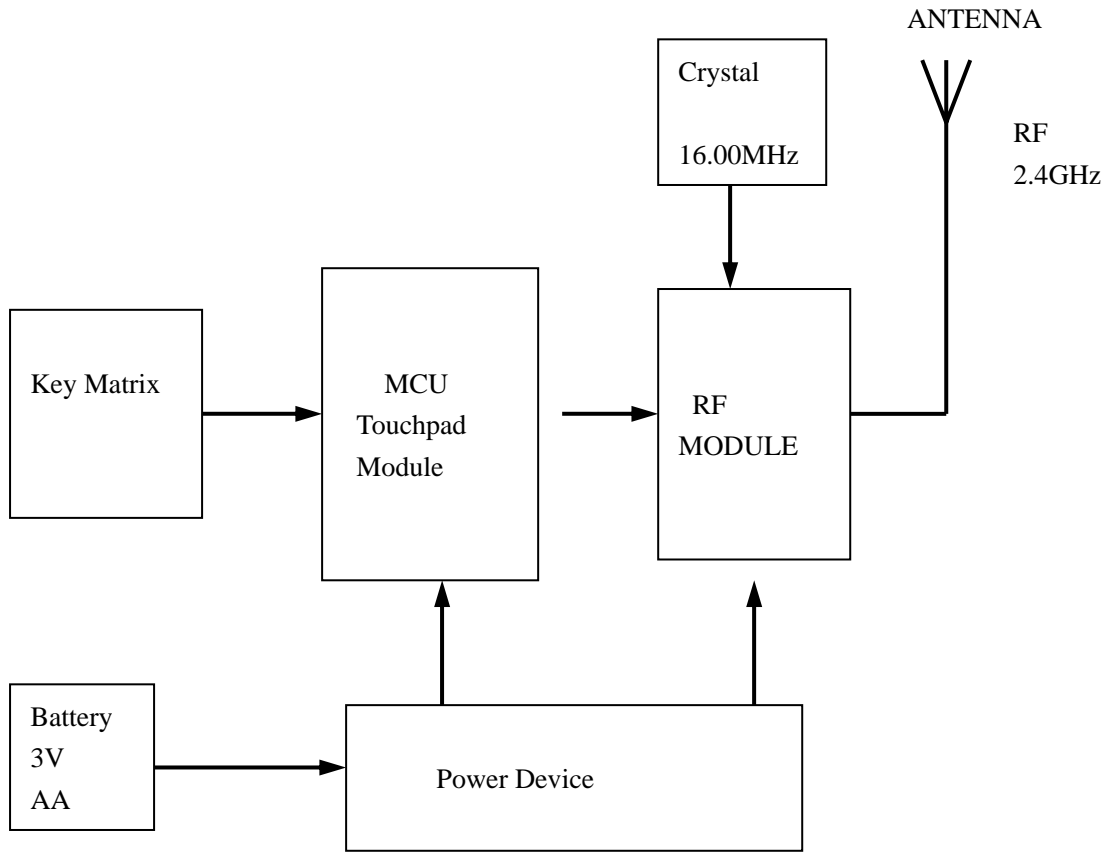 ANTENNA
Crystal
16.00MHz
RF
2.4GHz
Key Matrix
MCU
Touchpad
Module
RF
MODULE
Battery
3V
AA
Power Device